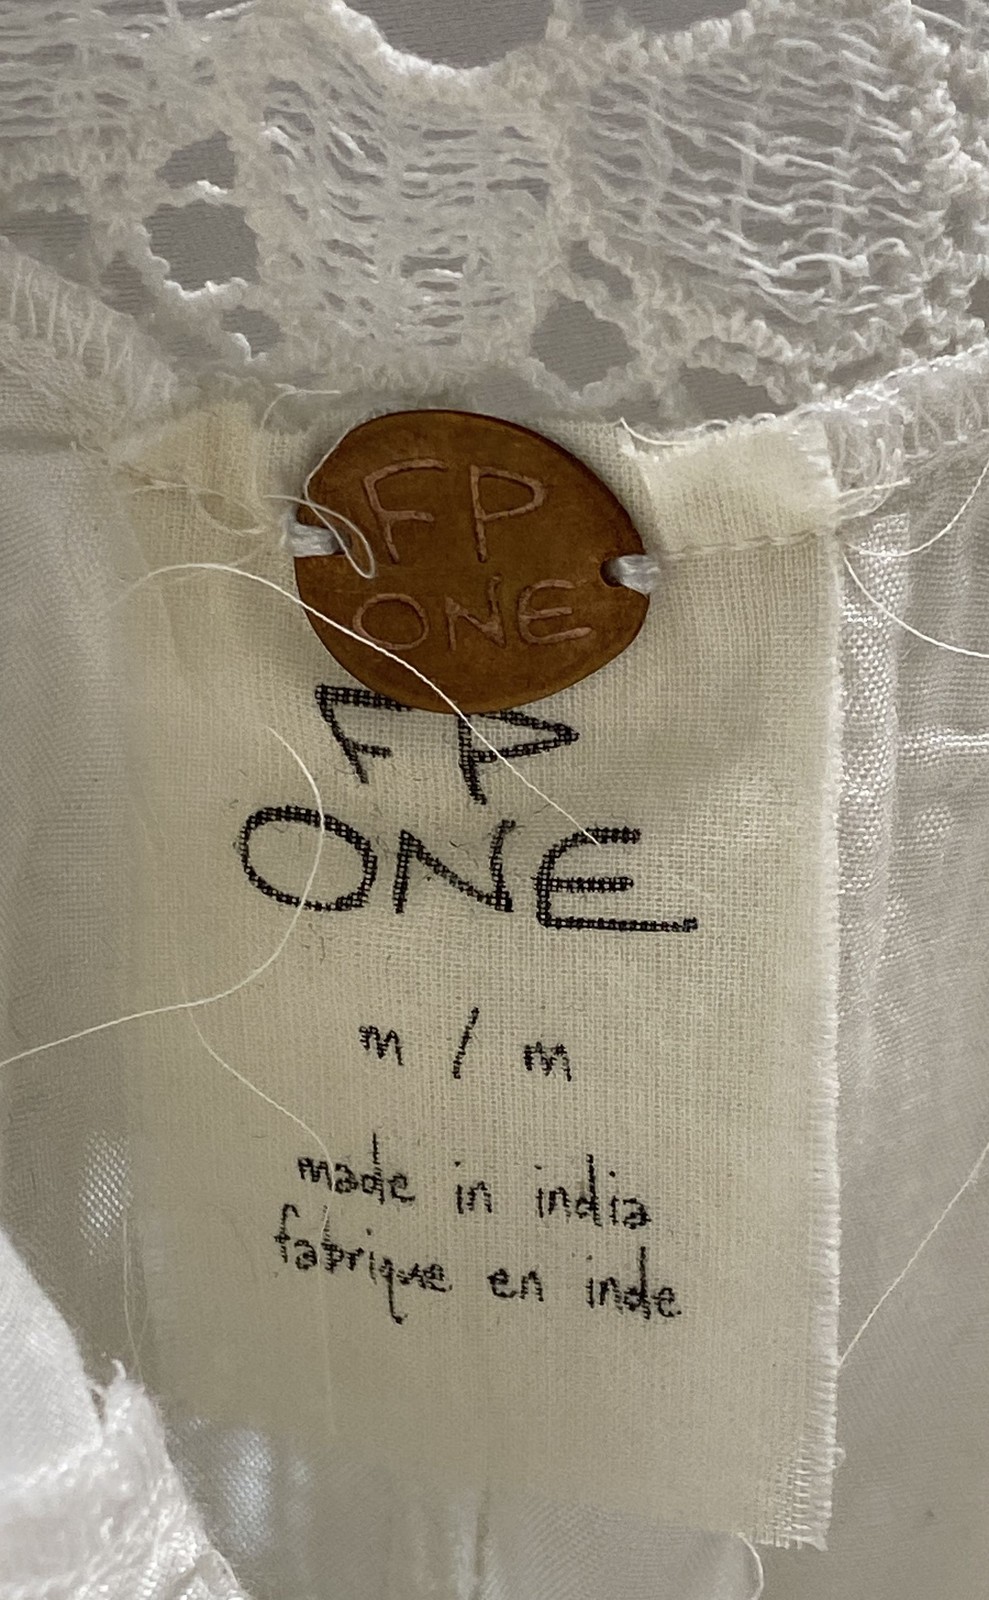 FP
ONE
FP
ONE
m / m
made in india
fabrique en inde